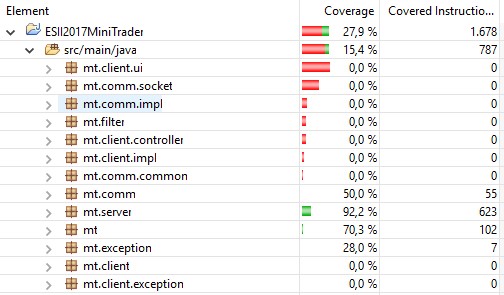 Element Coverage Covered Instructio...
ESII2017MiniTrader 27,9 % 1.678
src/main/java 15,4 % 787
mt.client.ui 0,0 % 0
mt.comm.socket 0,0 % 0
mt.comm.impl 0,0 % 0
mt.filter 0,0 % 0
mt.client.controller 0,0 % 0
mt.client.impl 0,0 % 0
mt.comm.common 0,0 % 0
mt.comm 50,0 % 55
mt.server 92,2 % 623
mt 70,3 % 102
mt.exception 28,0 % 7
mt.client 0,0 % 0
mt.client.exception 0,0 % 0